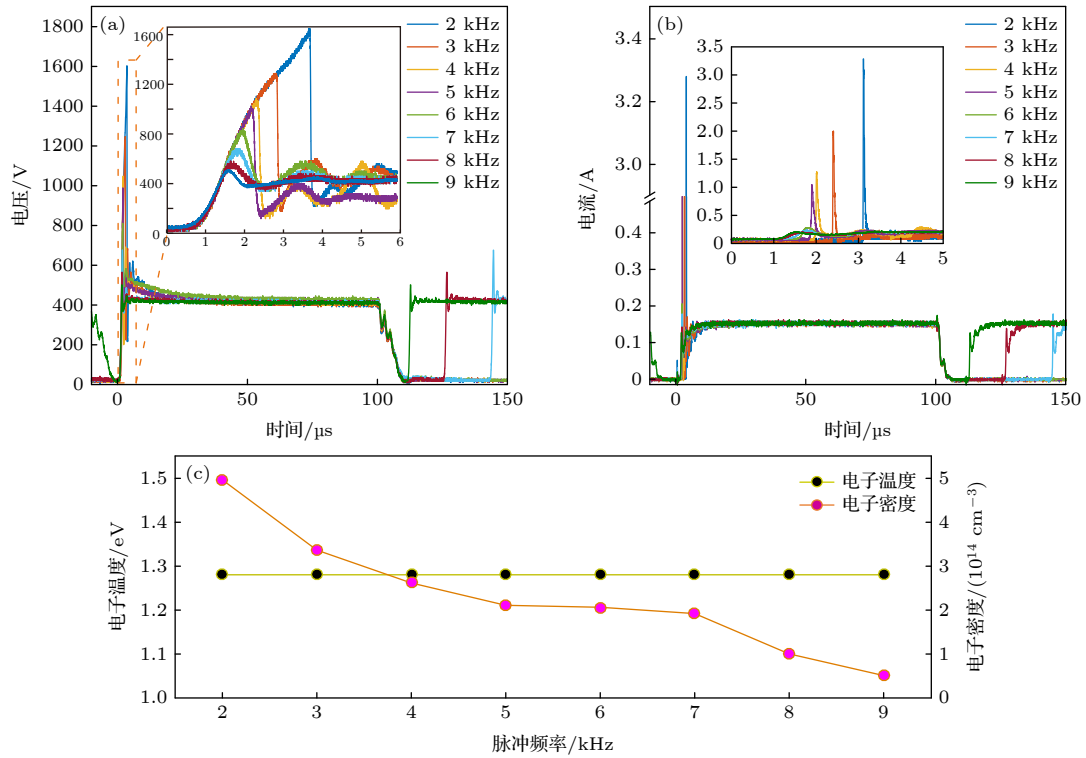 (a)
1800
1600
1400
1200
1000
800
600
400
200
0
电压/V
0
50
100
150
时间/μs
2 kHz
3 kHz
4 kHz
5 kHz
6 kHz
7 kHz
8 kHz
9 kHz
1600
1200
800
400
0
0 1 2 3 4 5 6
(b)
3.4
3.2
3.0
0.4
0.3
0.2
0.1
0
电流/A
0
50
100
150
时间/μs
2 kHz
3 kHz
4 kHz
5 kHz
6 kHz
7 kHz
8 kHz
9 kHz
3.5
3.0
2.5
2.0
1.5
1.0
0.5
0
0 1 2 3 4 5
(c)
1.5
1.4
1.3
1.2
1.1
1.0
电子温度/eV
电子温度
电子密度
5
4
3
2
1
0
电子密度/(10¹⁴ cm⁻³)
2 3 4 5 6 7 8 9
脉冲频率/kHz